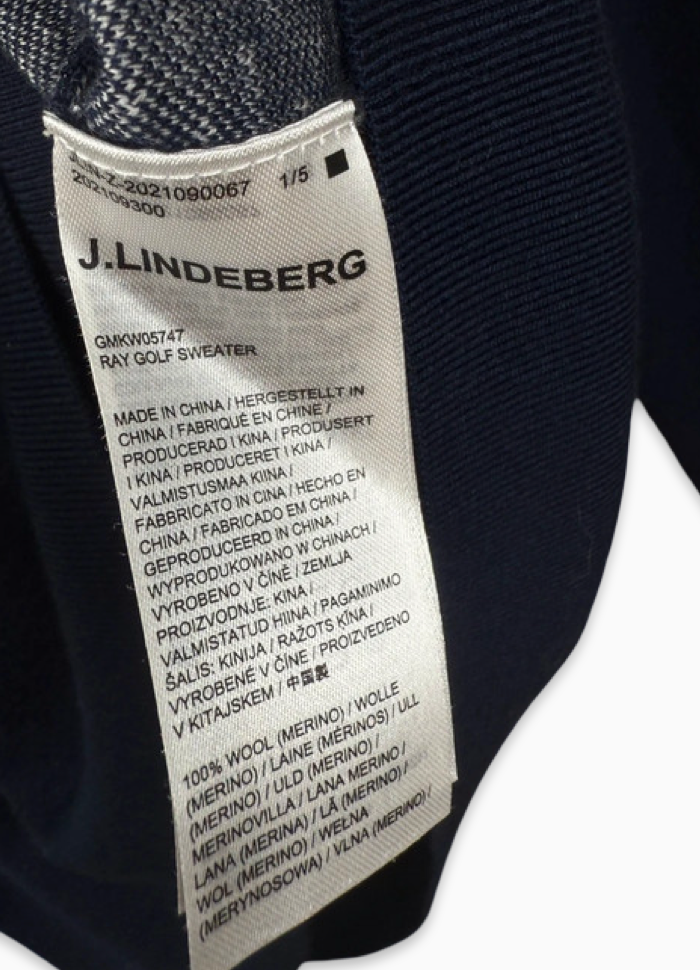 JLIN-Z-2021090067 1/5
202109300
J.LINDEBERG
GMKW05747
RAY GOLF SWEATER
MADE IN CHINA / HERGESTELLT IN
CHINA / FABRIQUÉ EN CHINE /
PRODUCERAD I KINA / PRODUSERT
I KINA / PRODUCERET I KINA /
VALMISTUSMAA KIINA /
FABBRICATO IN CINA / HECHO EN
CHINA / FABRICADO EM CHINA /
GEPRODUCEERD IN CHINA /
WYPRODUKOWANO W CHINACH /
VYROBENO V ČÍNĚ / ZEMLJA
PROIZVODNJE: KINA /
VALMISTATUD HIINA / PAGAMINIMO
ŠALIS: KINIJA / RAŽOTS ĶĪNA /
VYROBENÉ V ČÍNE / PROIZVEDENO
V KITAJSKEM / 中国製
100% WOOL (MERINO) / WOLLE
(MERINO) / LAINE (MÉRINOS) / ULL
(MERINO) / ULD (MERINO) /
MERINOVILLA / LANA MERINO /
LANA (MERINA) / LÃ (MERINO) /
WOL (MERINO) / WEŁNA
(MERYNOSOWA) / VLNA (MERINO) /